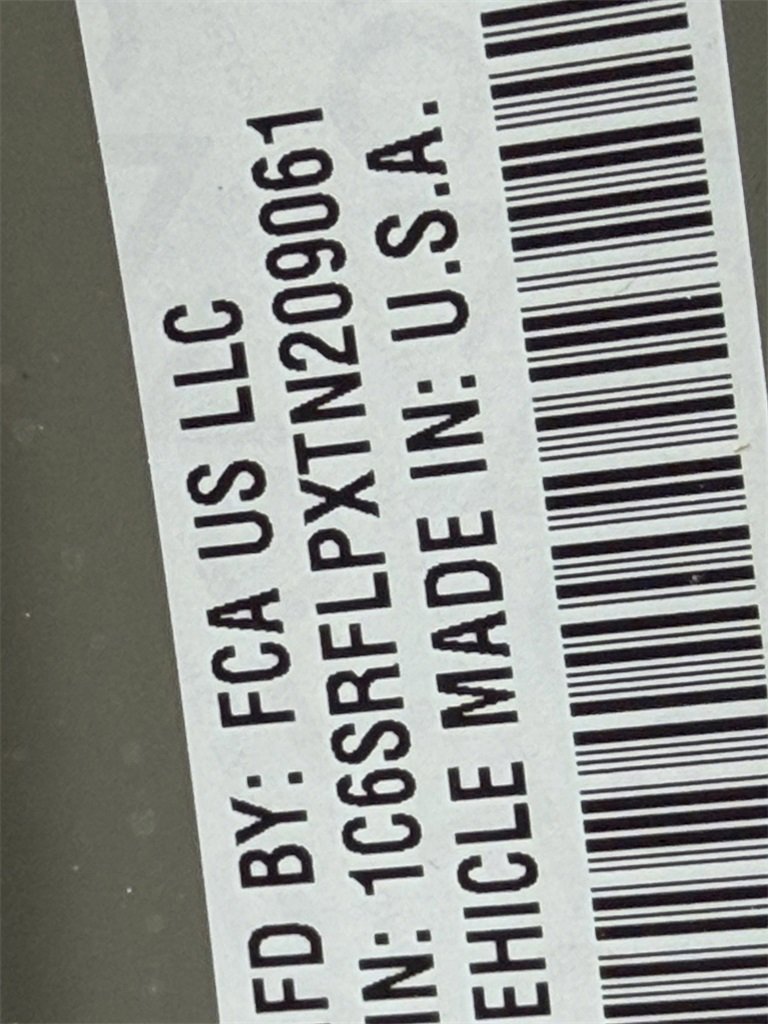 FD BY: FCA US LLC
IN: 1C6SRFLPXTN209061
EHICLE MADE IN: U.S.A.